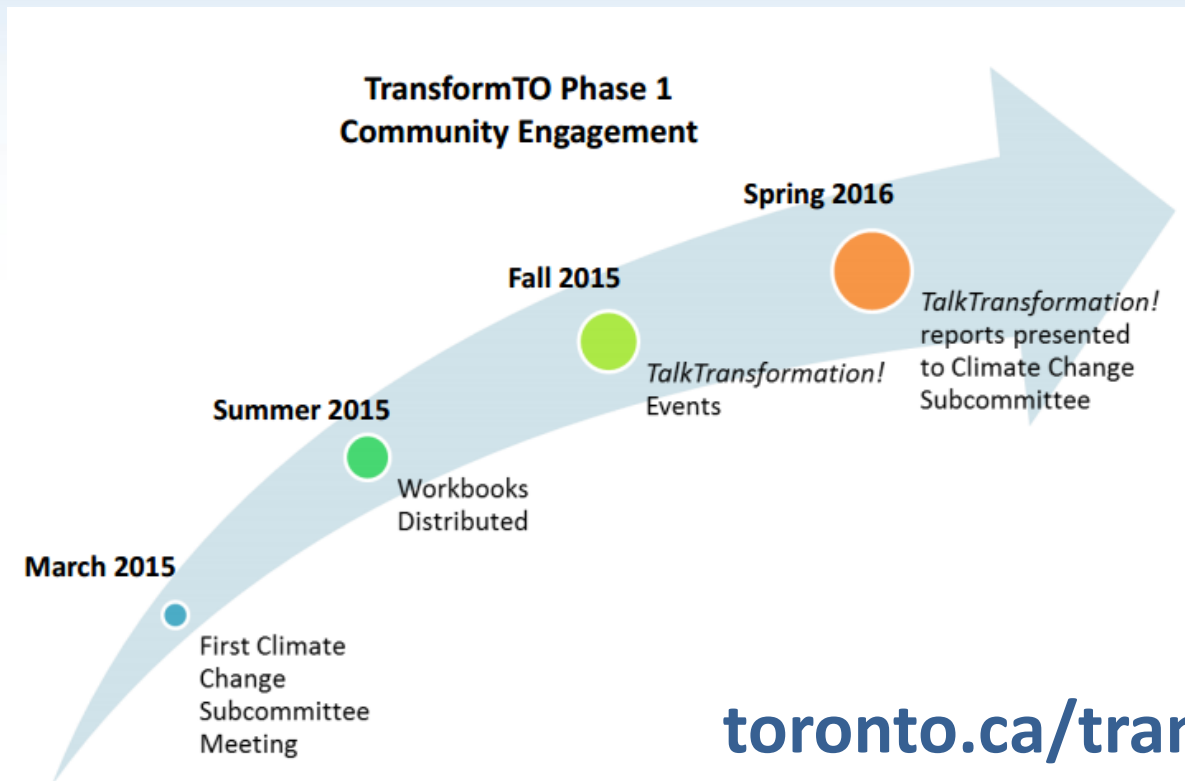 TransformTO Phase 1
Community Engagement
Spring 2016
TalkTransformation!
reports presented
to Climate Change
Subcommittee
Fall 2015
TalkTransformation!
Events
Summer 2015
Workbooks
Distributed
March 2015
First Climate
Change
Subcommittee
Meeting
toronto.ca/tran